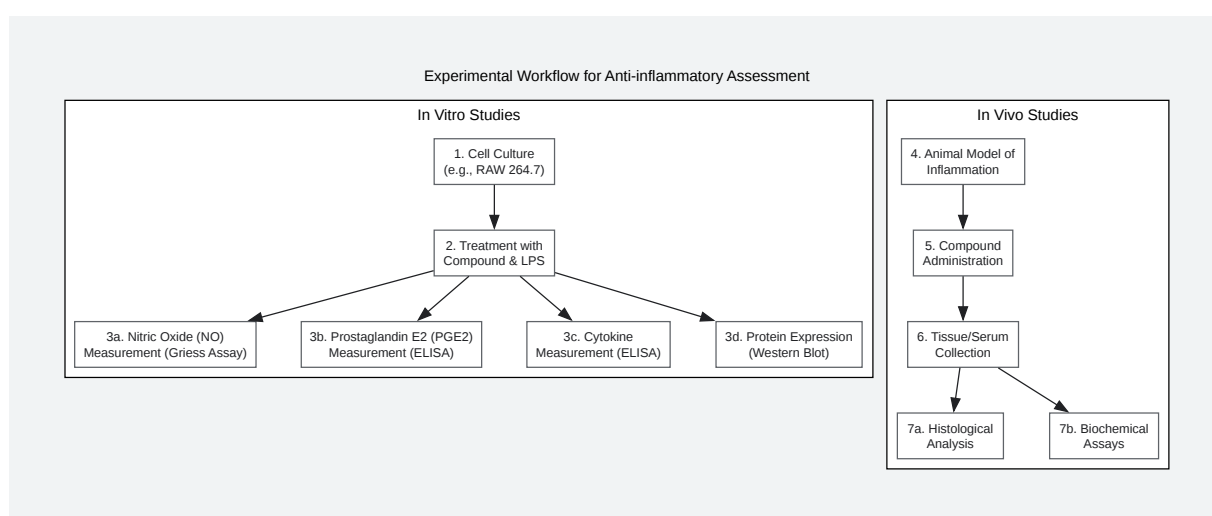 Experimental Workflow for Anti-inflammatory Assessment
In Vitro Studies
1. Cell Culture
(e.g., RAW 264.7)
2. Treatment with
Compound & LPS
3a. Nitric Oxide (NO)
Measurement (Griess Assay)
3b. Prostaglandin E2 (PGE2)
Measurement (ELISA)
3c. Cytokine
Measurement (ELISA)
3d. Protein Expression
(Western Blot)
In Vivo Studies
4. Animal Model of
Inflammation
5. Compound
Administration
6. Tissue/Serum
Collection
7a. Histological
Analysis
7b. Biochemical
Assays